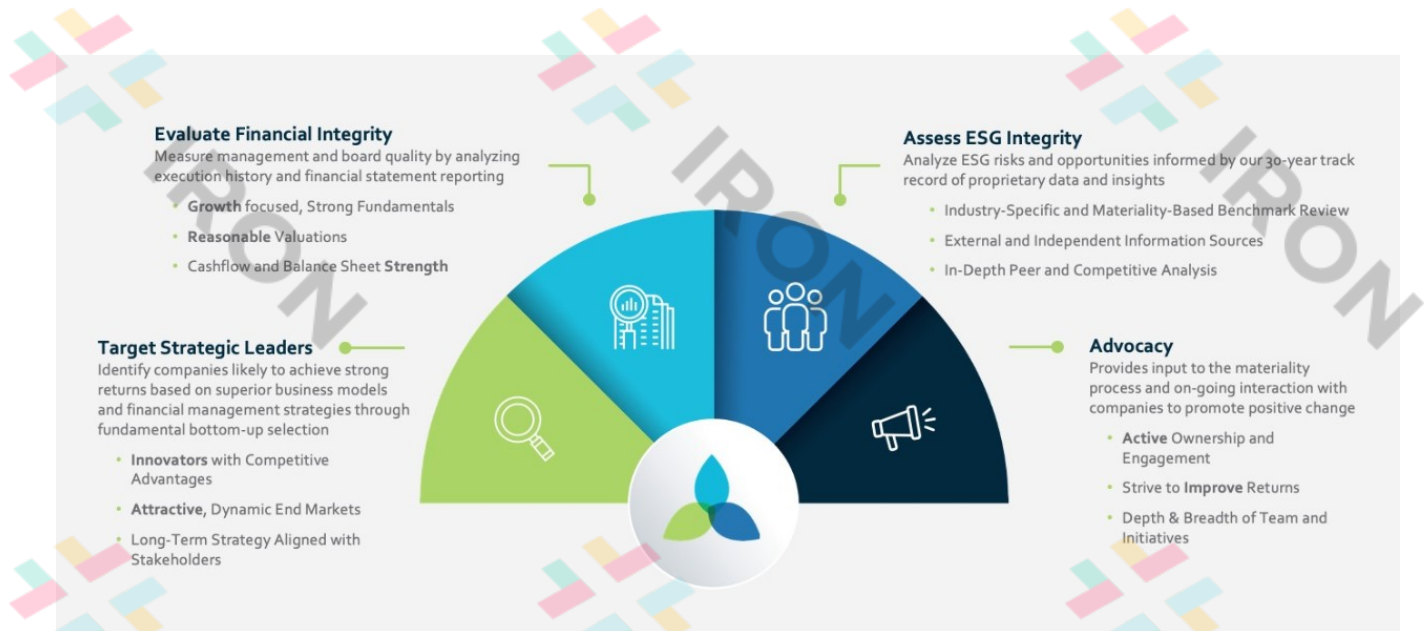 Evaluate Financial Integrity
Measure management and board quality by analyzing
execution history and financial statement reporting
• Growth focused, Strong Fundamentals
• Reasonable Valuations
• Cashflow and Balance Sheet Strength
Target Strategic Leaders
Identify companies likely to achieve strong
returns based on superior business models
and financial management strategies through
fundamental bottom-up selection
• Innovators with Competitive
Advantages
• Attractive, Dynamic End Markets
• Long-Term Strategy Aligned with
Stakeholders
Assess ESG Integrity
Analyze ESG risks and opportunities informed by our 30-year track
record of proprietary data and insights
• Industry-Specific and Materiality-Based Benchmark Review
• External and Independent Information Sources
• In-Depth Peer and Competitive Analysis
Advocacy
Provides input to the materiality
process and on-going interaction with
companies to promote positive change
• Active Ownership and
Engagement
• Strive to Improve Returns
• Depth & Breadth of Team and
Initiatives
IRON
IRON
IRON